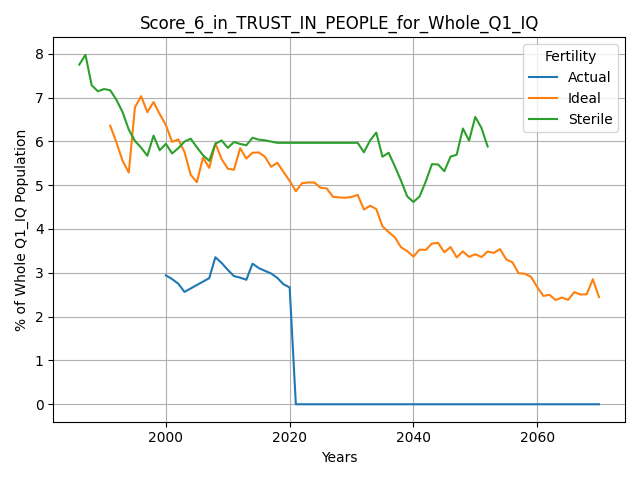 Score_6_in_TRUST_IN_PEOPLE_for_Whole_Q1_IQ
Fertility
Actual
Ideal
Sterile
% of Whole Q1_IQ Population
8
7
6
5
4
3
2
1
0
2000 2020 2040 2060
Years